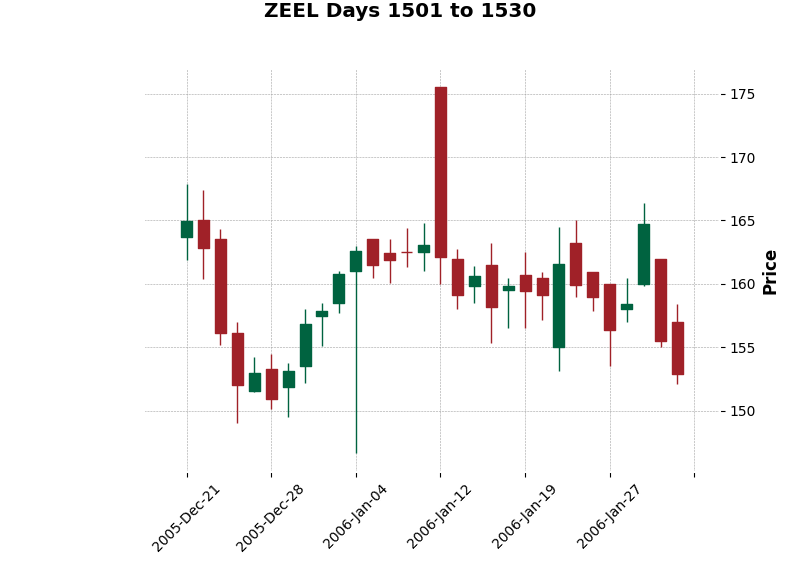 ZEEL Days 1501 to 1530
175
170
165
160
155
150
Price
2005-Dec-21
2005-Dec-28
2006-Jan-04
2006-Jan-12
2006-Jan-19
2006-Jan-27